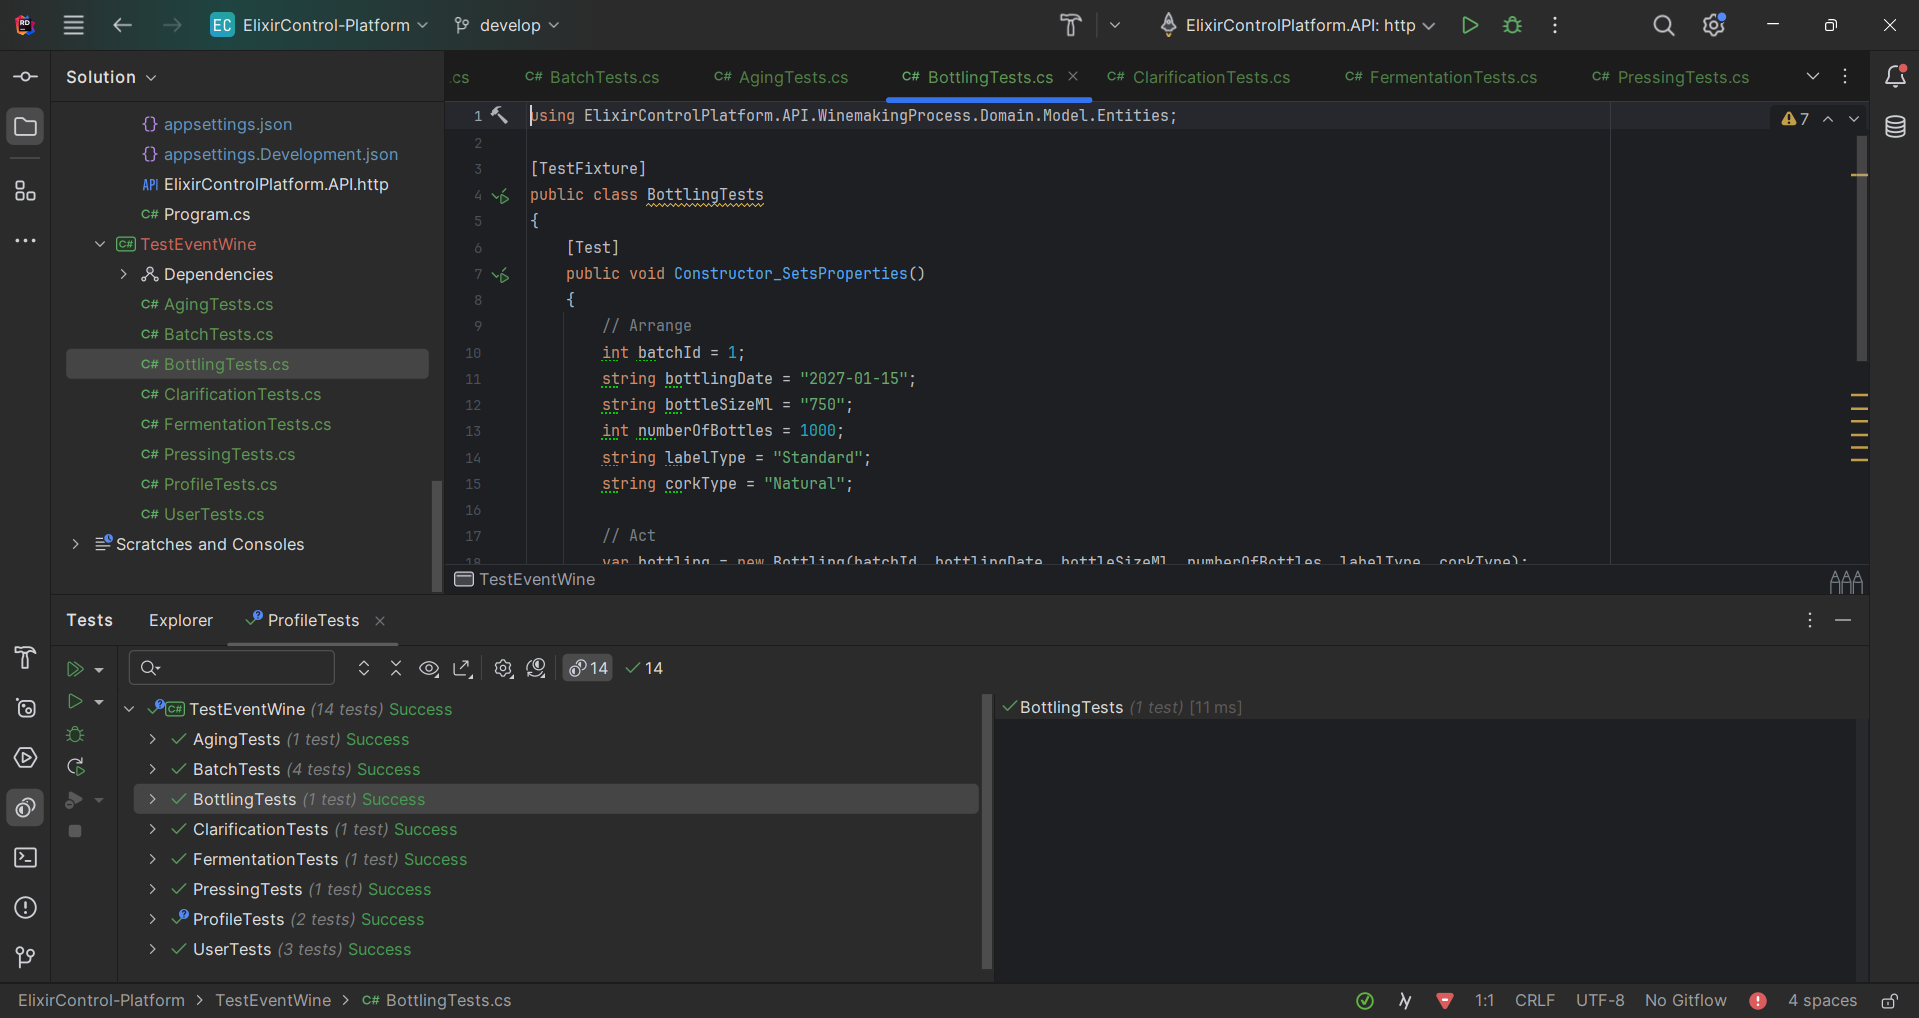 EC ElixirControl-Platform develop ElixirControlPlatform.API: http
Solution
.cs C# BatchTests.cs C# AgingTests.cs C# BottlingTests.cs C# ClarificationTests.cs C# FermentationTests.cs C# PressingTests.cs
{} appsettings.json
{} appsettings.Development.json
API ElixirControlPlatform.API.http
C# Program.cs
C# TestEventWine
Dependencies
C# AgingTests.cs
C# BatchTests.cs
C# BottlingTests.cs
C# ClarificationTests.cs
C# FermentationTests.cs
C# PressingTests.cs
C# ProfileTests.cs
C# UserTests.cs
Scratches and Consoles
7
1 using ElixirControlPlatform.API.WinemakingProcess.Domain.Model.Entities;
2
3 [TestFixture]
4 public class BottlingTests
5 {
6 [Test]
7 public void Constructor_SetsProperties()
8 {
9 // Arrange
10 int batchId = 1;
11 string bottlingDate = "2027-01-15";
12 string bottleSizeMl = "750";
13 int numberOfBottles = 1000;
14 string labelType = "Standard";
15 string corkType = "Natural";
16
17 // Act
18 var bottling = new Bottling(batchId, bottlingDate, bottleSizeMl, numberOfBottles, labelType, corkType);
TestEventWine
Tests Explorer ProfileTests
14 14
C# TestEventWine (14 tests) Success
AgingTests (1 test) Success
BatchTests (4 tests) Success
BottlingTests (1 test) Success
ClarificationTests (1 test) Success
FermentationTests (1 test) Success
PressingTests (1 test) Success
ProfileTests (2 tests) Success
UserTests (3 tests) Success
BottlingTests (1 test) [11 ms]
ElixirControl-Platform > TestEventWine > C# BottlingTests.cs
1:1 CRLF UTF-8 No Gitflow 4 spaces